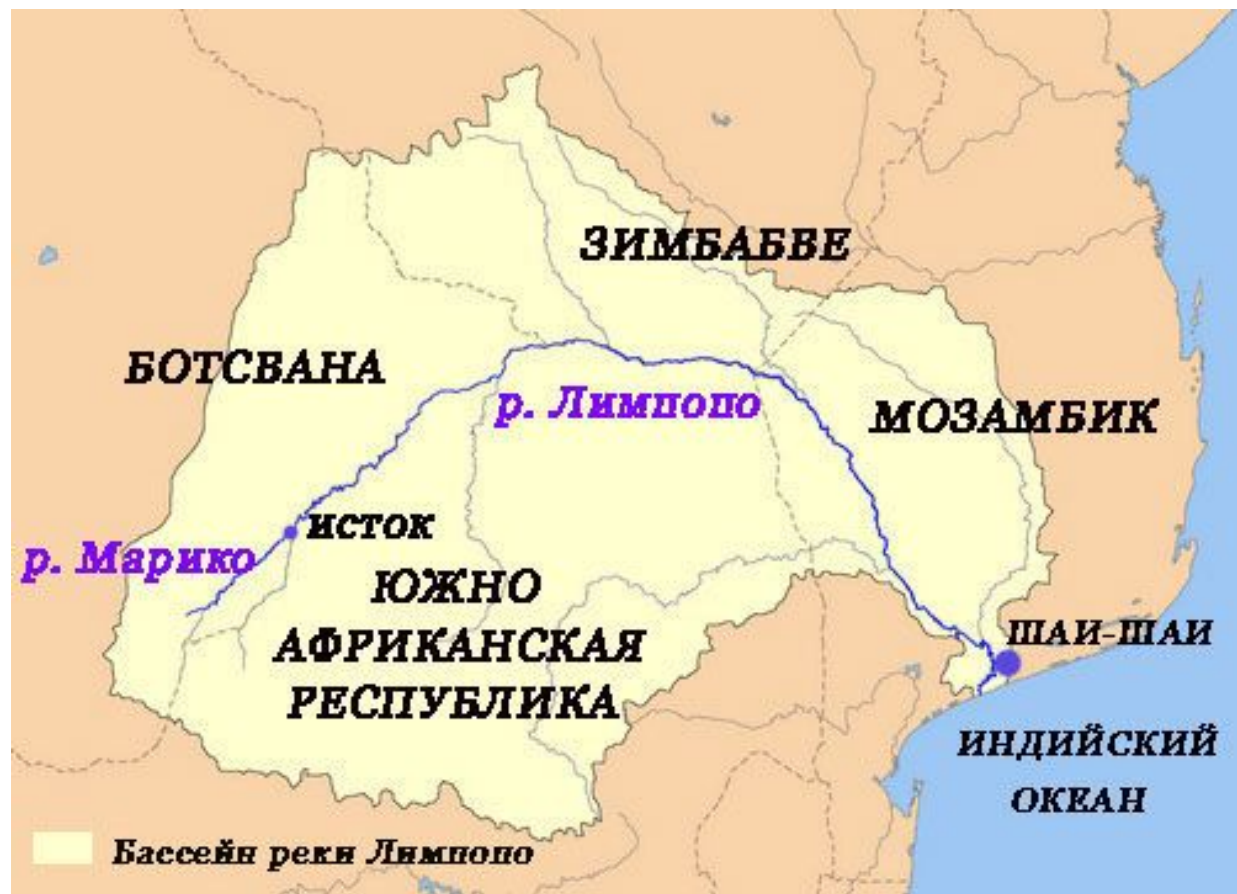 ЗИМБАБВЕ
БОТСВАНА
р. Лимпопо
МОЗАМБИК
исток
р. Марико
ЮЖНО
АФРИКАНСКАЯ
РЕСПУБЛИКА
ШАИ-ШАИ
ИНДИЙСКИЙ
ОКЕАН
Бассейн реки Лимпопо